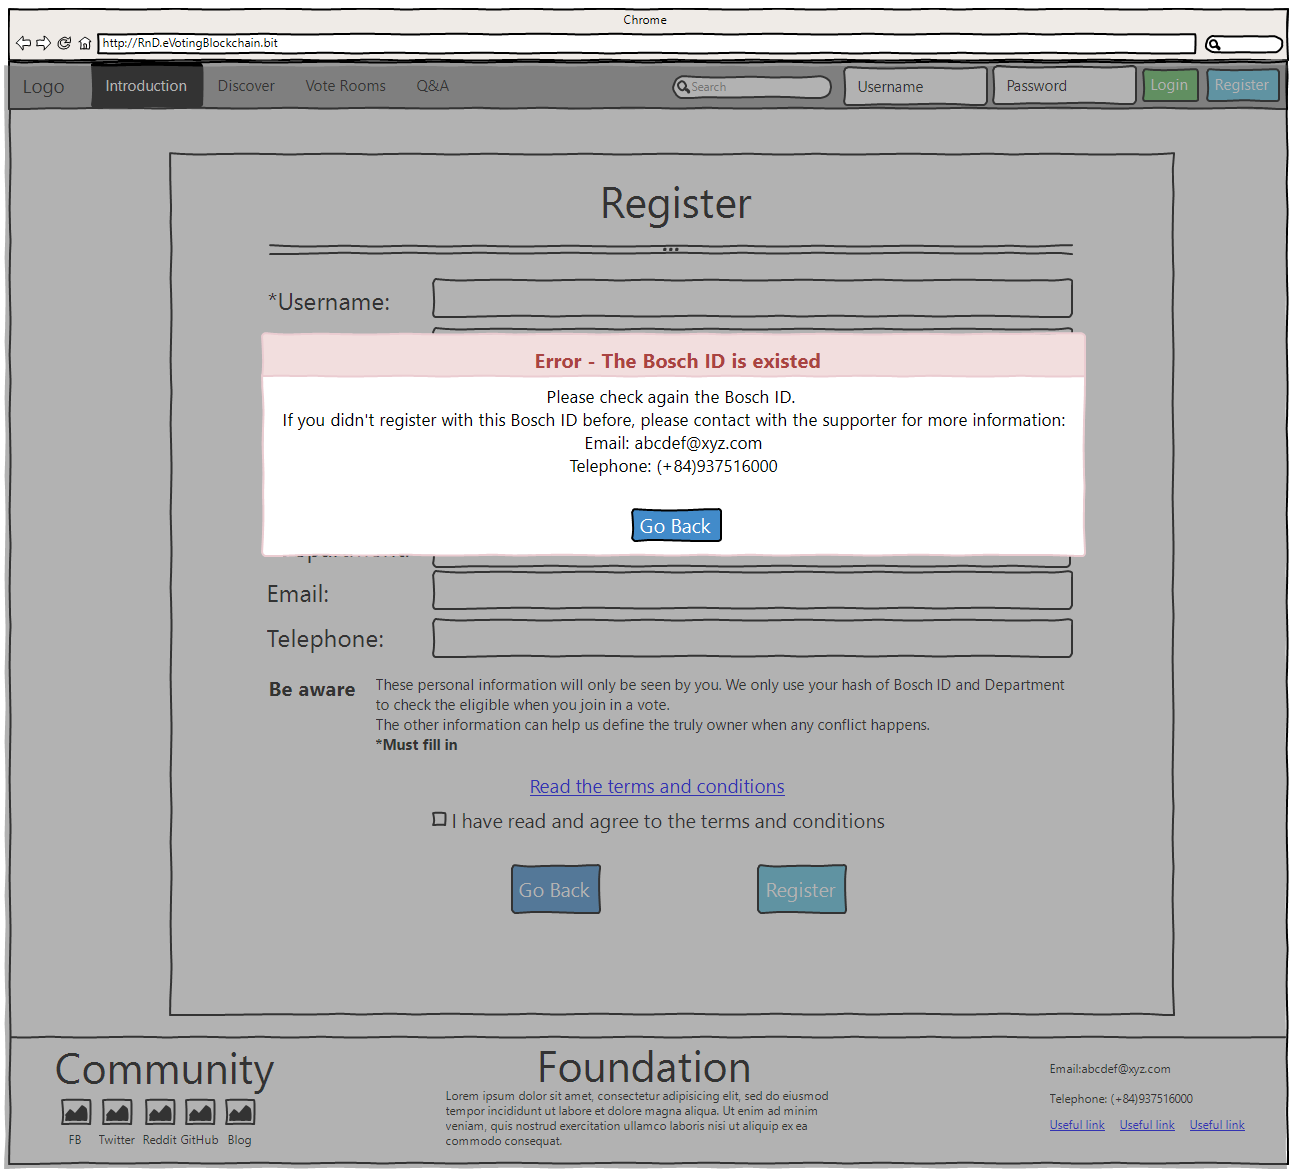 Chrome
http://RnD.eVotingBlockchain.bit
Logo Introduction Discover Vote Rooms Q&A Search Username Password Login Register
Register
*Username:
Error - The Bosch ID is existed
Please check again the Bosch ID.
If you didn't register with this Bosch ID before, please contact with the supporter for more information:
Email: abcdef@xyz.com
Telephone: (+84)937516000
Go Back
Email:
Telephone:
Be aware
These personal information will only be seen by you. We only use your hash of Bosch ID and Department
to check the eligible when you join in a vote.
The other information can help us define the truly owner when any conflict happens.
*Must fill in
Read the terms and conditions
I have read and agree to the terms and conditions
Go Back Register
Community
FB Twitter Reddit GitHub Blog
Foundation
Lorem ipsum dolor sit amet, consectetur adipisicing elit, sed do eiusmod
tempor incididunt ut labore et dolore magna aliqua. Ut enim ad minim
veniam, quis nostrud exercitation ullamco laboris nisi ut aliquip ex ea
commodo consequat.
Email:abcdef@xyz.com
Telephone: (+84)937516000
Useful link Useful link Useful link